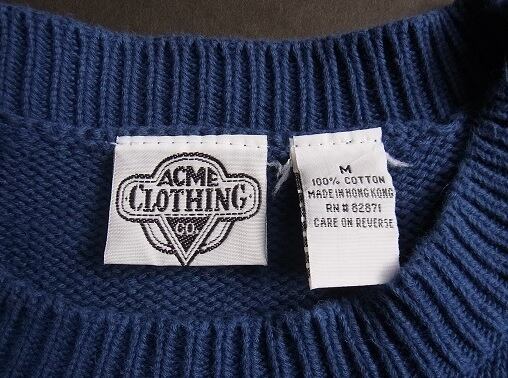 ACME
CLOTHING
CO.
M
100% COTTON
MADE IN HONG KONG
RN# 82871
CARE ON REVERSE